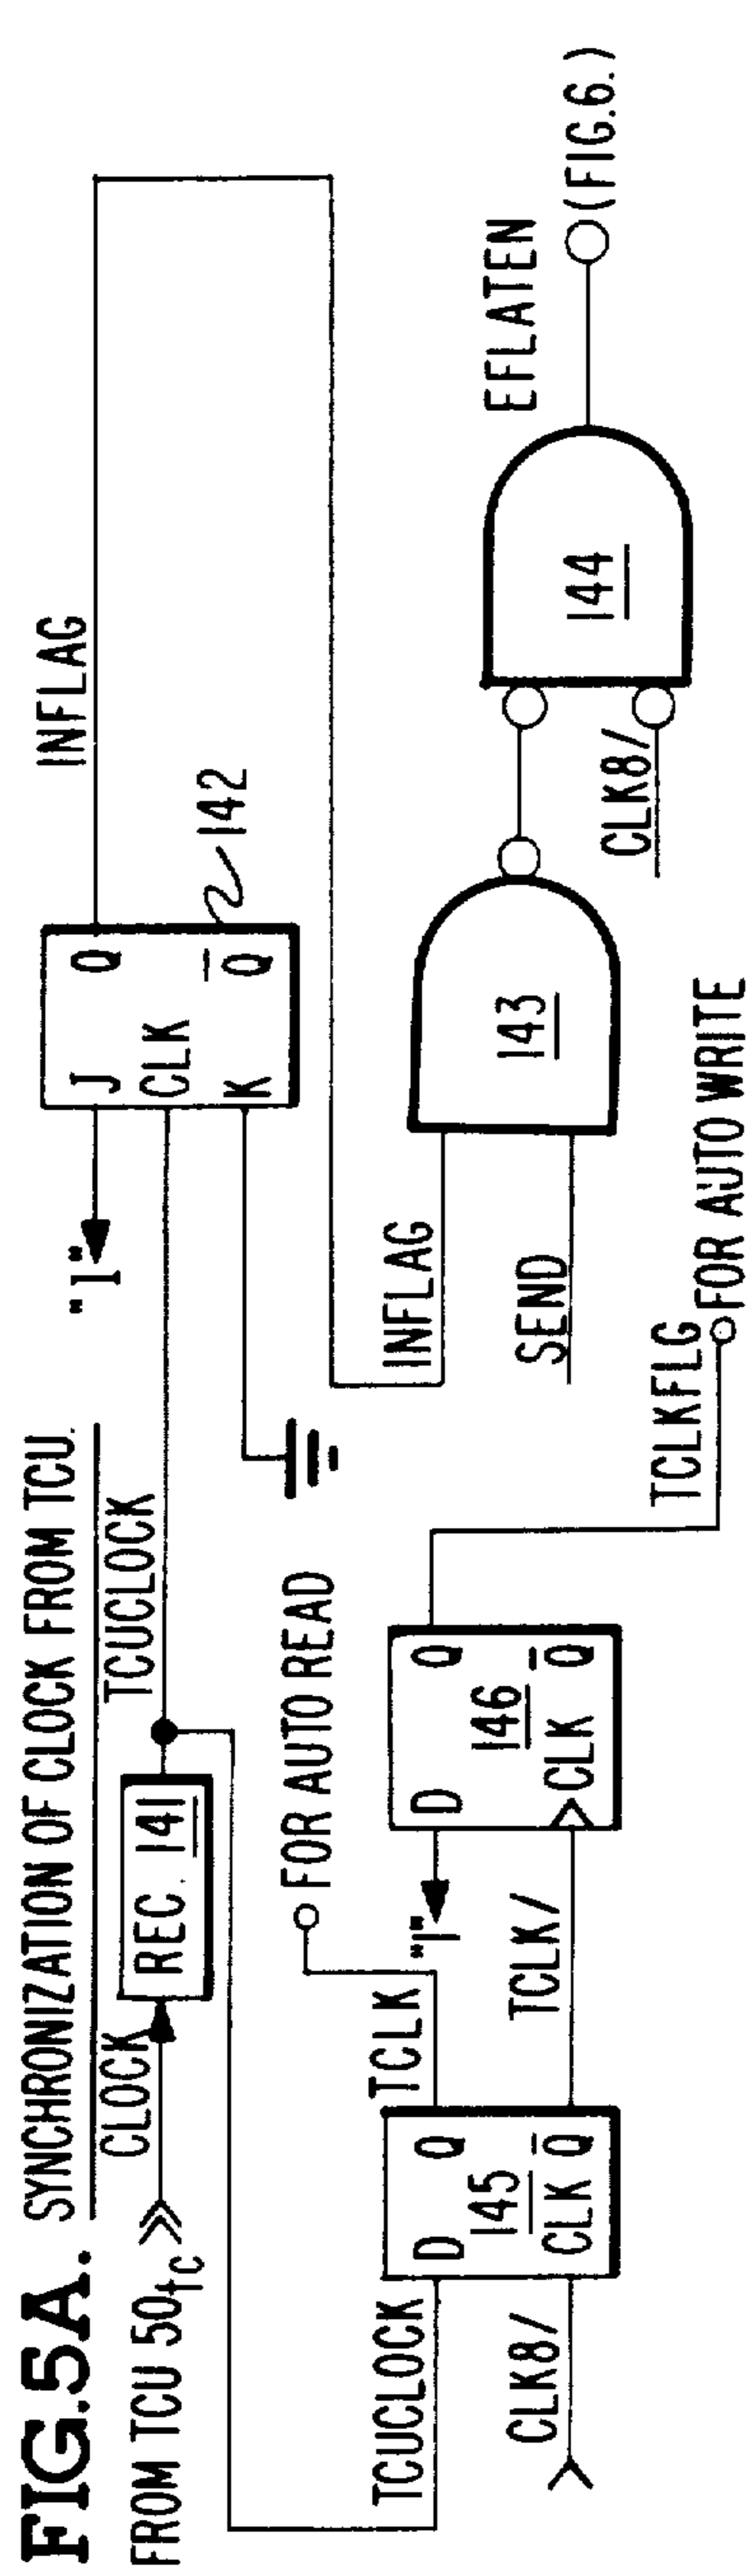 FIG.5A. SYNCHRONIZATION OF CLOCK FROM TCU.
FROM TCU 50tc
CLOCK
REC. 141
TCUCLOCK
"1"
J Q
CLK
K Q̅
142
INFLAG
INFLAG
SEND
143
CLK8/
144
EFLATEN
(FIG.6.)
TCUCLOCK
CLK8/
D Q
145
CLK Q̅
TCLK
FOR AUTO READ
TCLK/
"1"
D Q
146
CLK Q̅
TCLKFLG
FOR AUTO WRITE